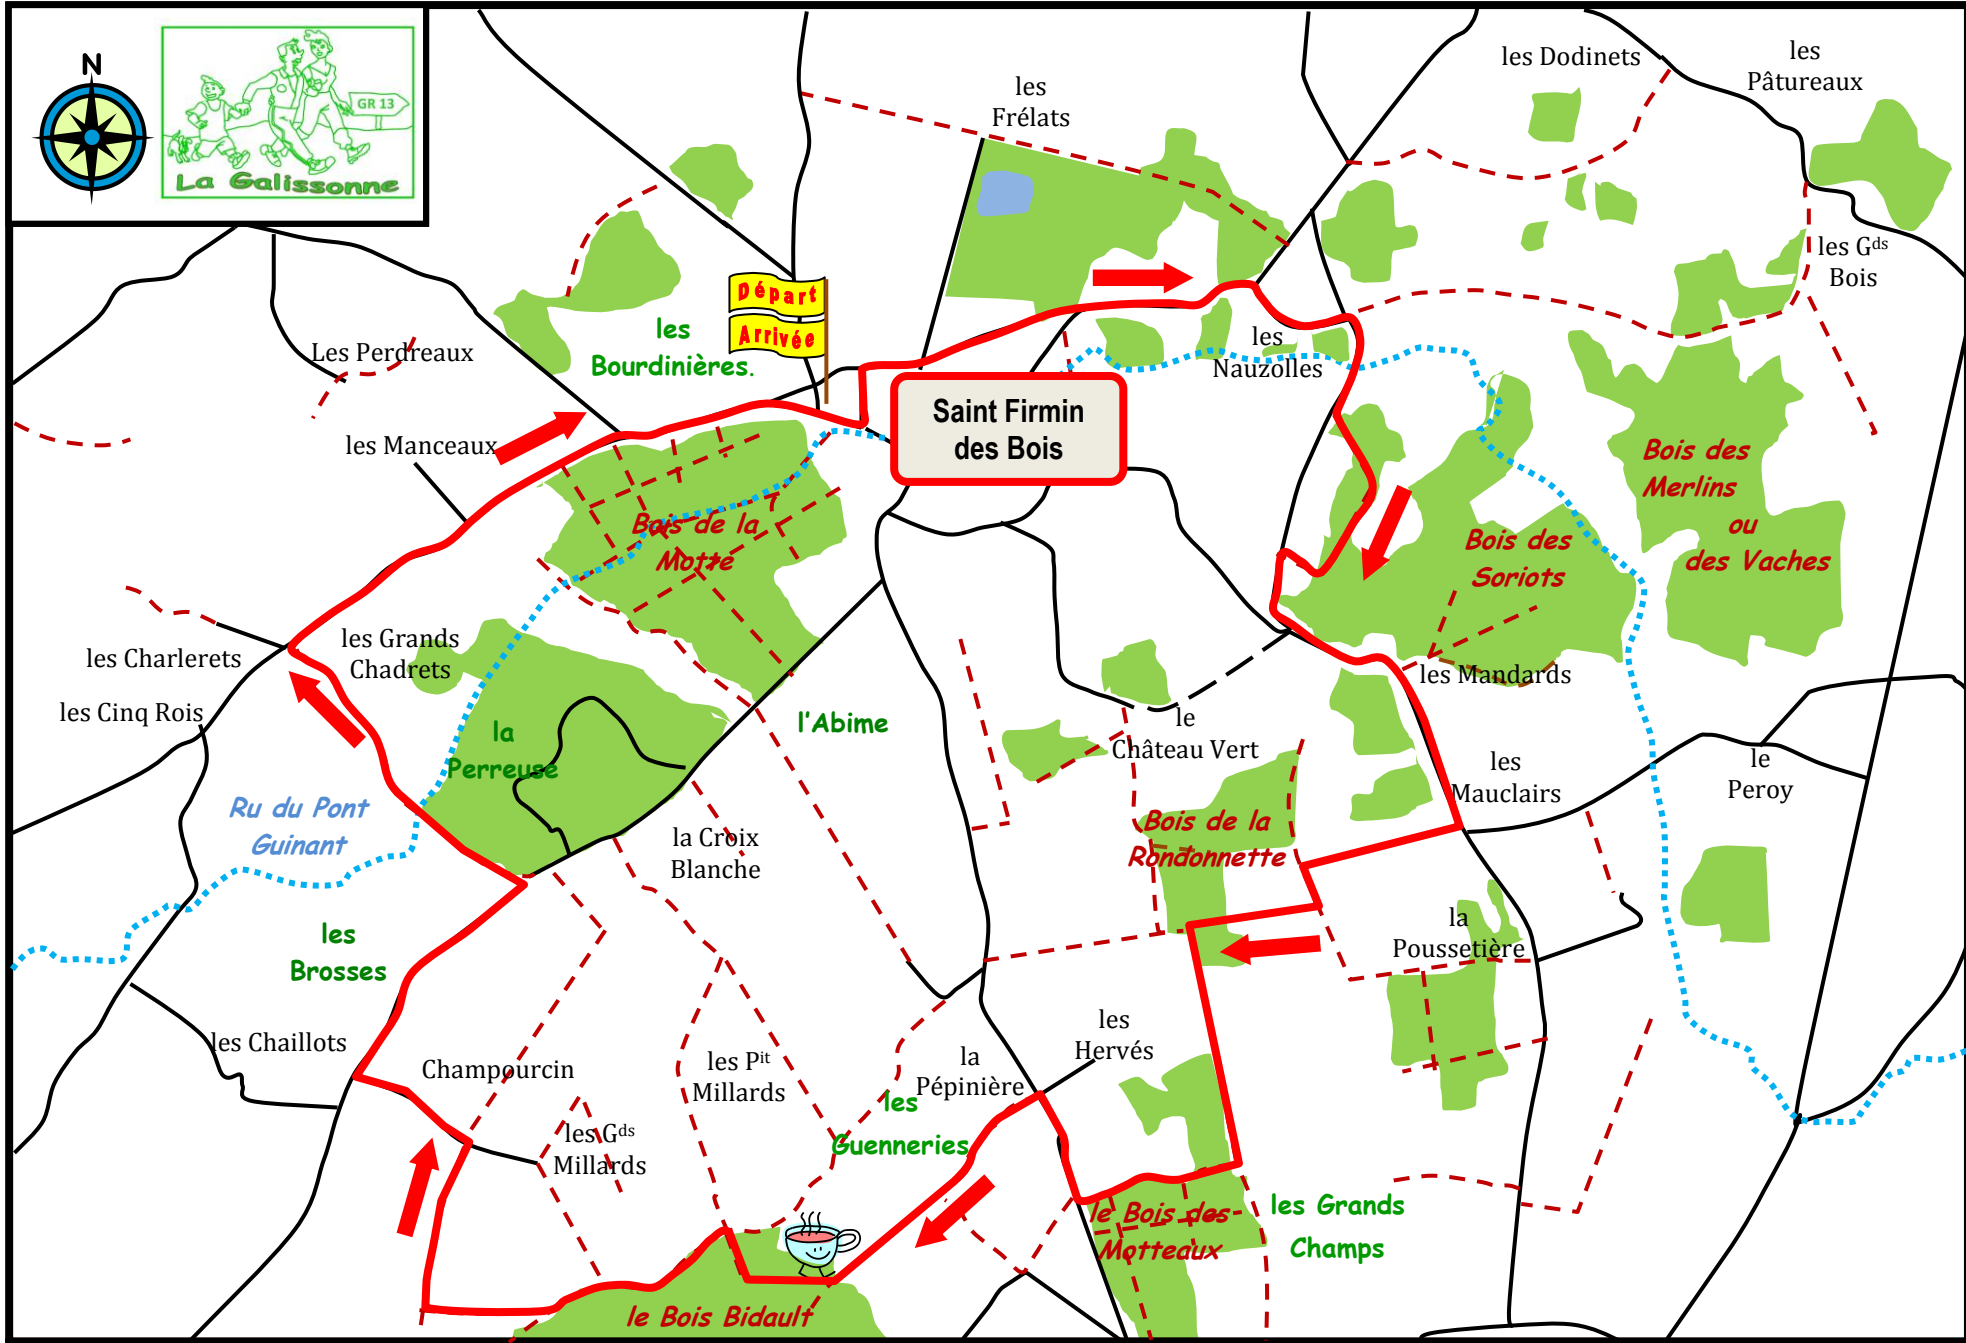 N
GR 13
La Galissonne
les Dodinets
les
Pâtureaux
les
Frélats
les Gds
Bois
Départ
Arrivée
les
Bourdinières.
Les Perdreaux
les
Nauzolles
Saint Firmin
des Bois
les Manceaux
Bois des
Merlins
ou
des Vaches
Bois de la
Motte
Bois des
Soriots
les Grands
Chadrets
les Charlerets
les Mandards
les Cinq Rois
la
Perreuse
l'Abime
le
Château Vert
les
Mauclairs
le
Peroy
Ru du Pont
Guinant
la Croix
Blanche
Bois de la
Rondonnette
les
Brosses
la
Poussetière
les Chaillots
Champourcin
les Pit
Millards
la
Pépinière
les
Hervés
les
Guenneries
les Gds
Millards
le Bois des
Motteaux
les Grands
Champs
le Bois Bidault